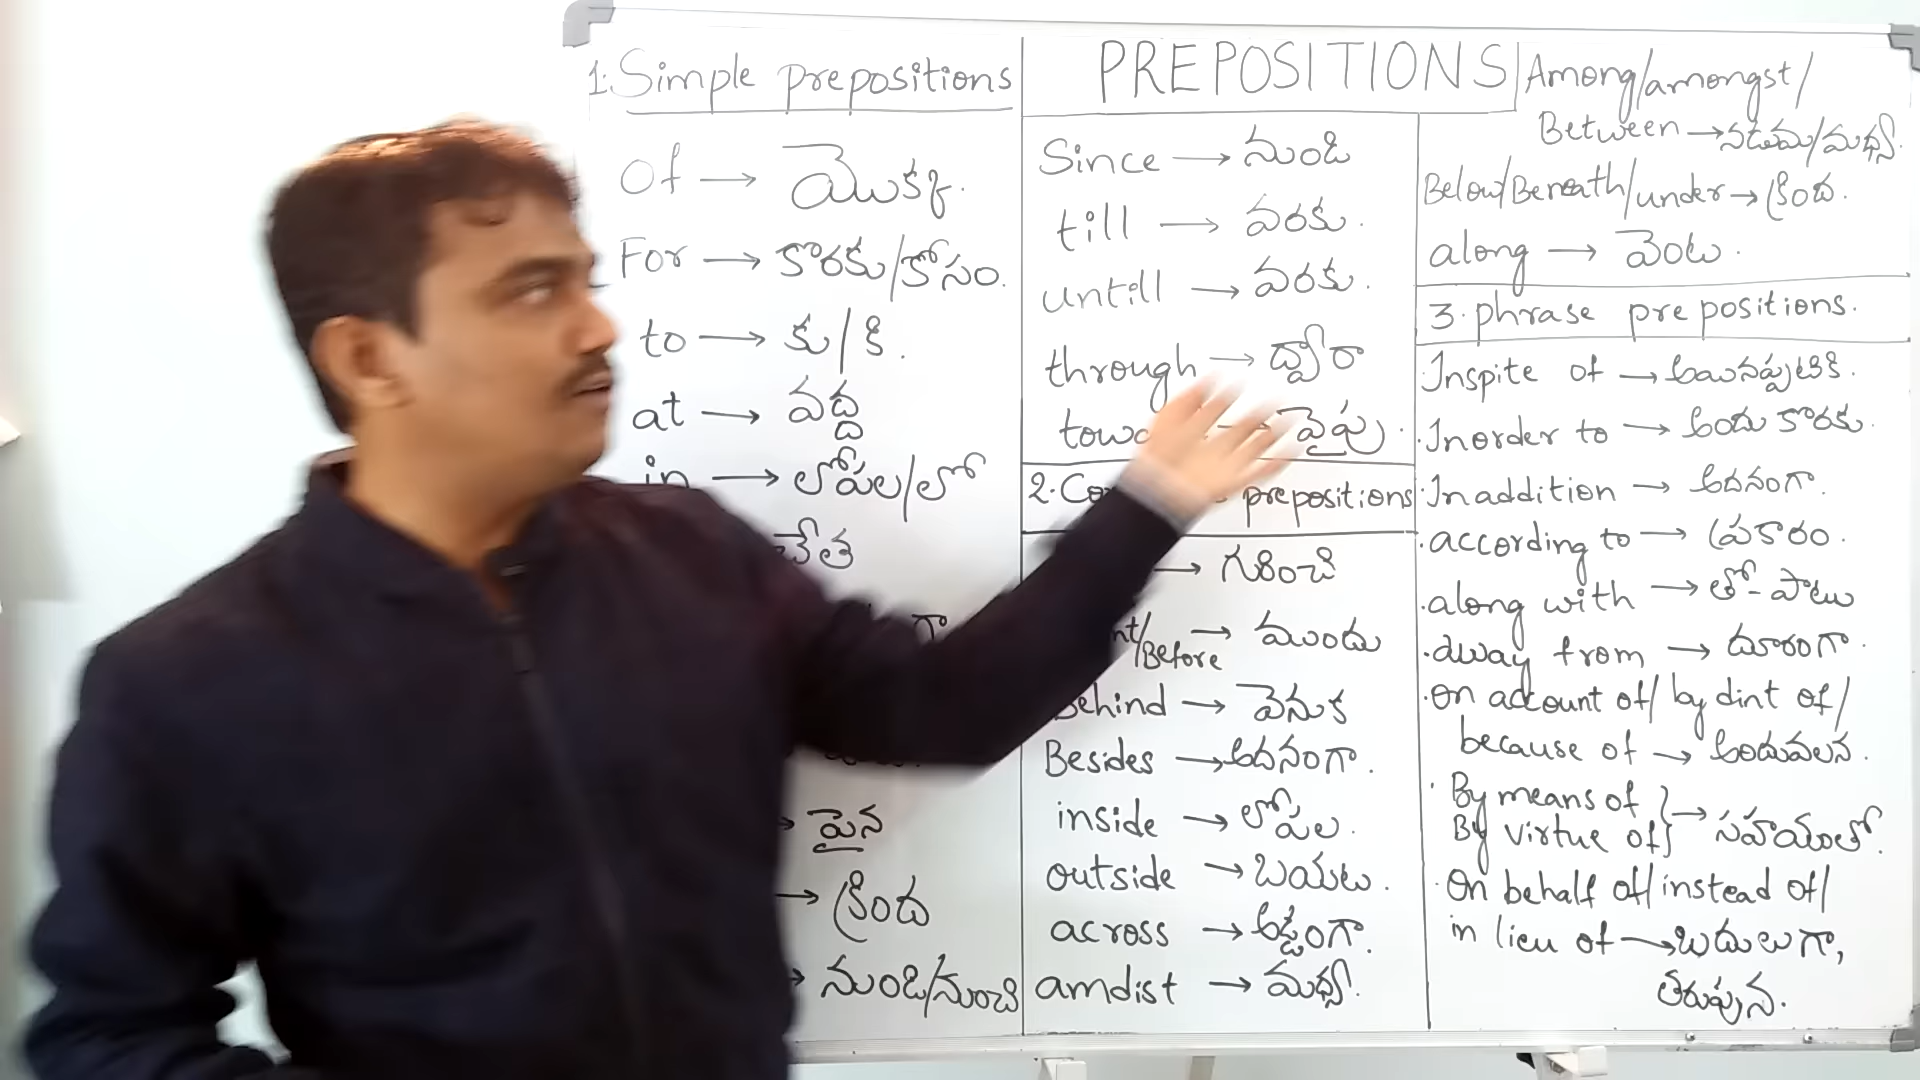 1. Simple prepositions
Of → యొక్క.
For → కొరకు/కోసం.
to → కు/కి.
at → వద్ద
in → లోపల/లో
చేత
గా
→ పైన
→ క్రింద
→ నుండి/నుంచి
PREPOSITIONS
Since → నుండి
till → వరకు.
untill → వరకు.
through → ద్వారా
→ వైపు.
2. prepositions
→ గురించి
/Before → ముందు
Behind → వెనుక
Besides → అదనంగా.
inside → లోపల.
outside → బయట.
across → అడ్డంగా.
amdist → మధ్య.
Among/amongst/
Between → నడుమ/మధ్య.
Below/Beneath/under → క్రింద.
along → వెంట.
3. phrase prepositions.
. Inspite of → అయినప్పటికి.
. Inorder to → అందు కొరకు.
. In addition → అదనంగా.
. according to → ప్రకారం.
. along with → తో-పాటు
. away from → దూరంగా.
. On account of/by dint of/
because of → అందువలన.
. By means of
By virtue of } → సహాయంతో.
. On behalf of/instead of/
in lieu of → బదులుగా,
తరుపున.